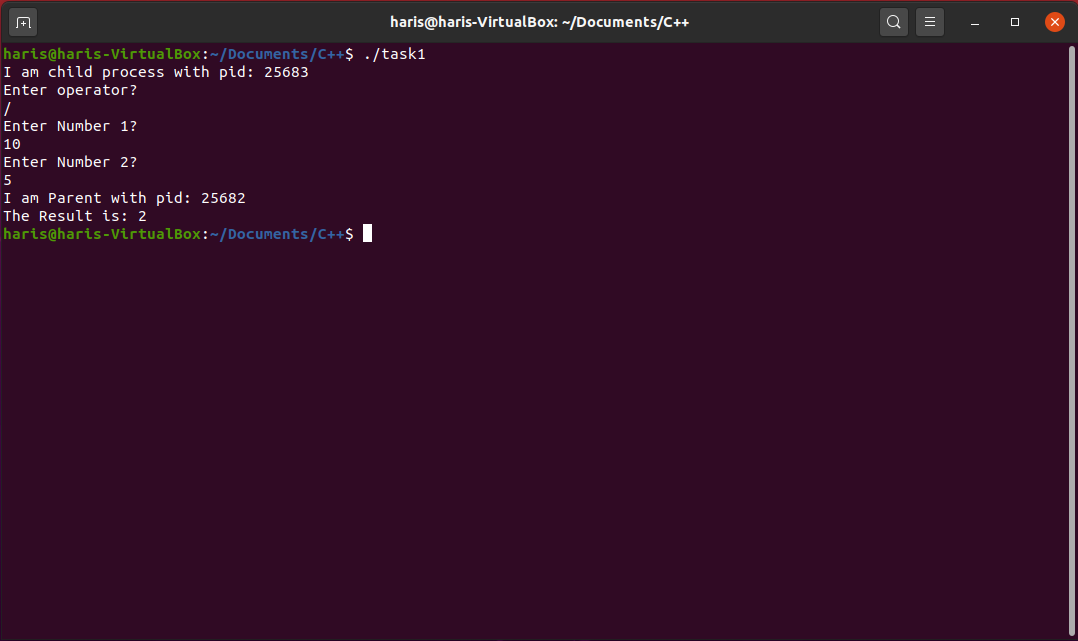 haris@haris-VirtualBox: ~/Documents/C++
haris@haris-VirtualBox:~/Documents/C++$ ./task1
I am child process with pid: 25683
Enter operator?
/
Enter Number 1?
10
Enter Number 2?
5
I am Parent with pid: 25682
The Result is: 2
haris@haris-VirtualBox:~/Documents/C++$